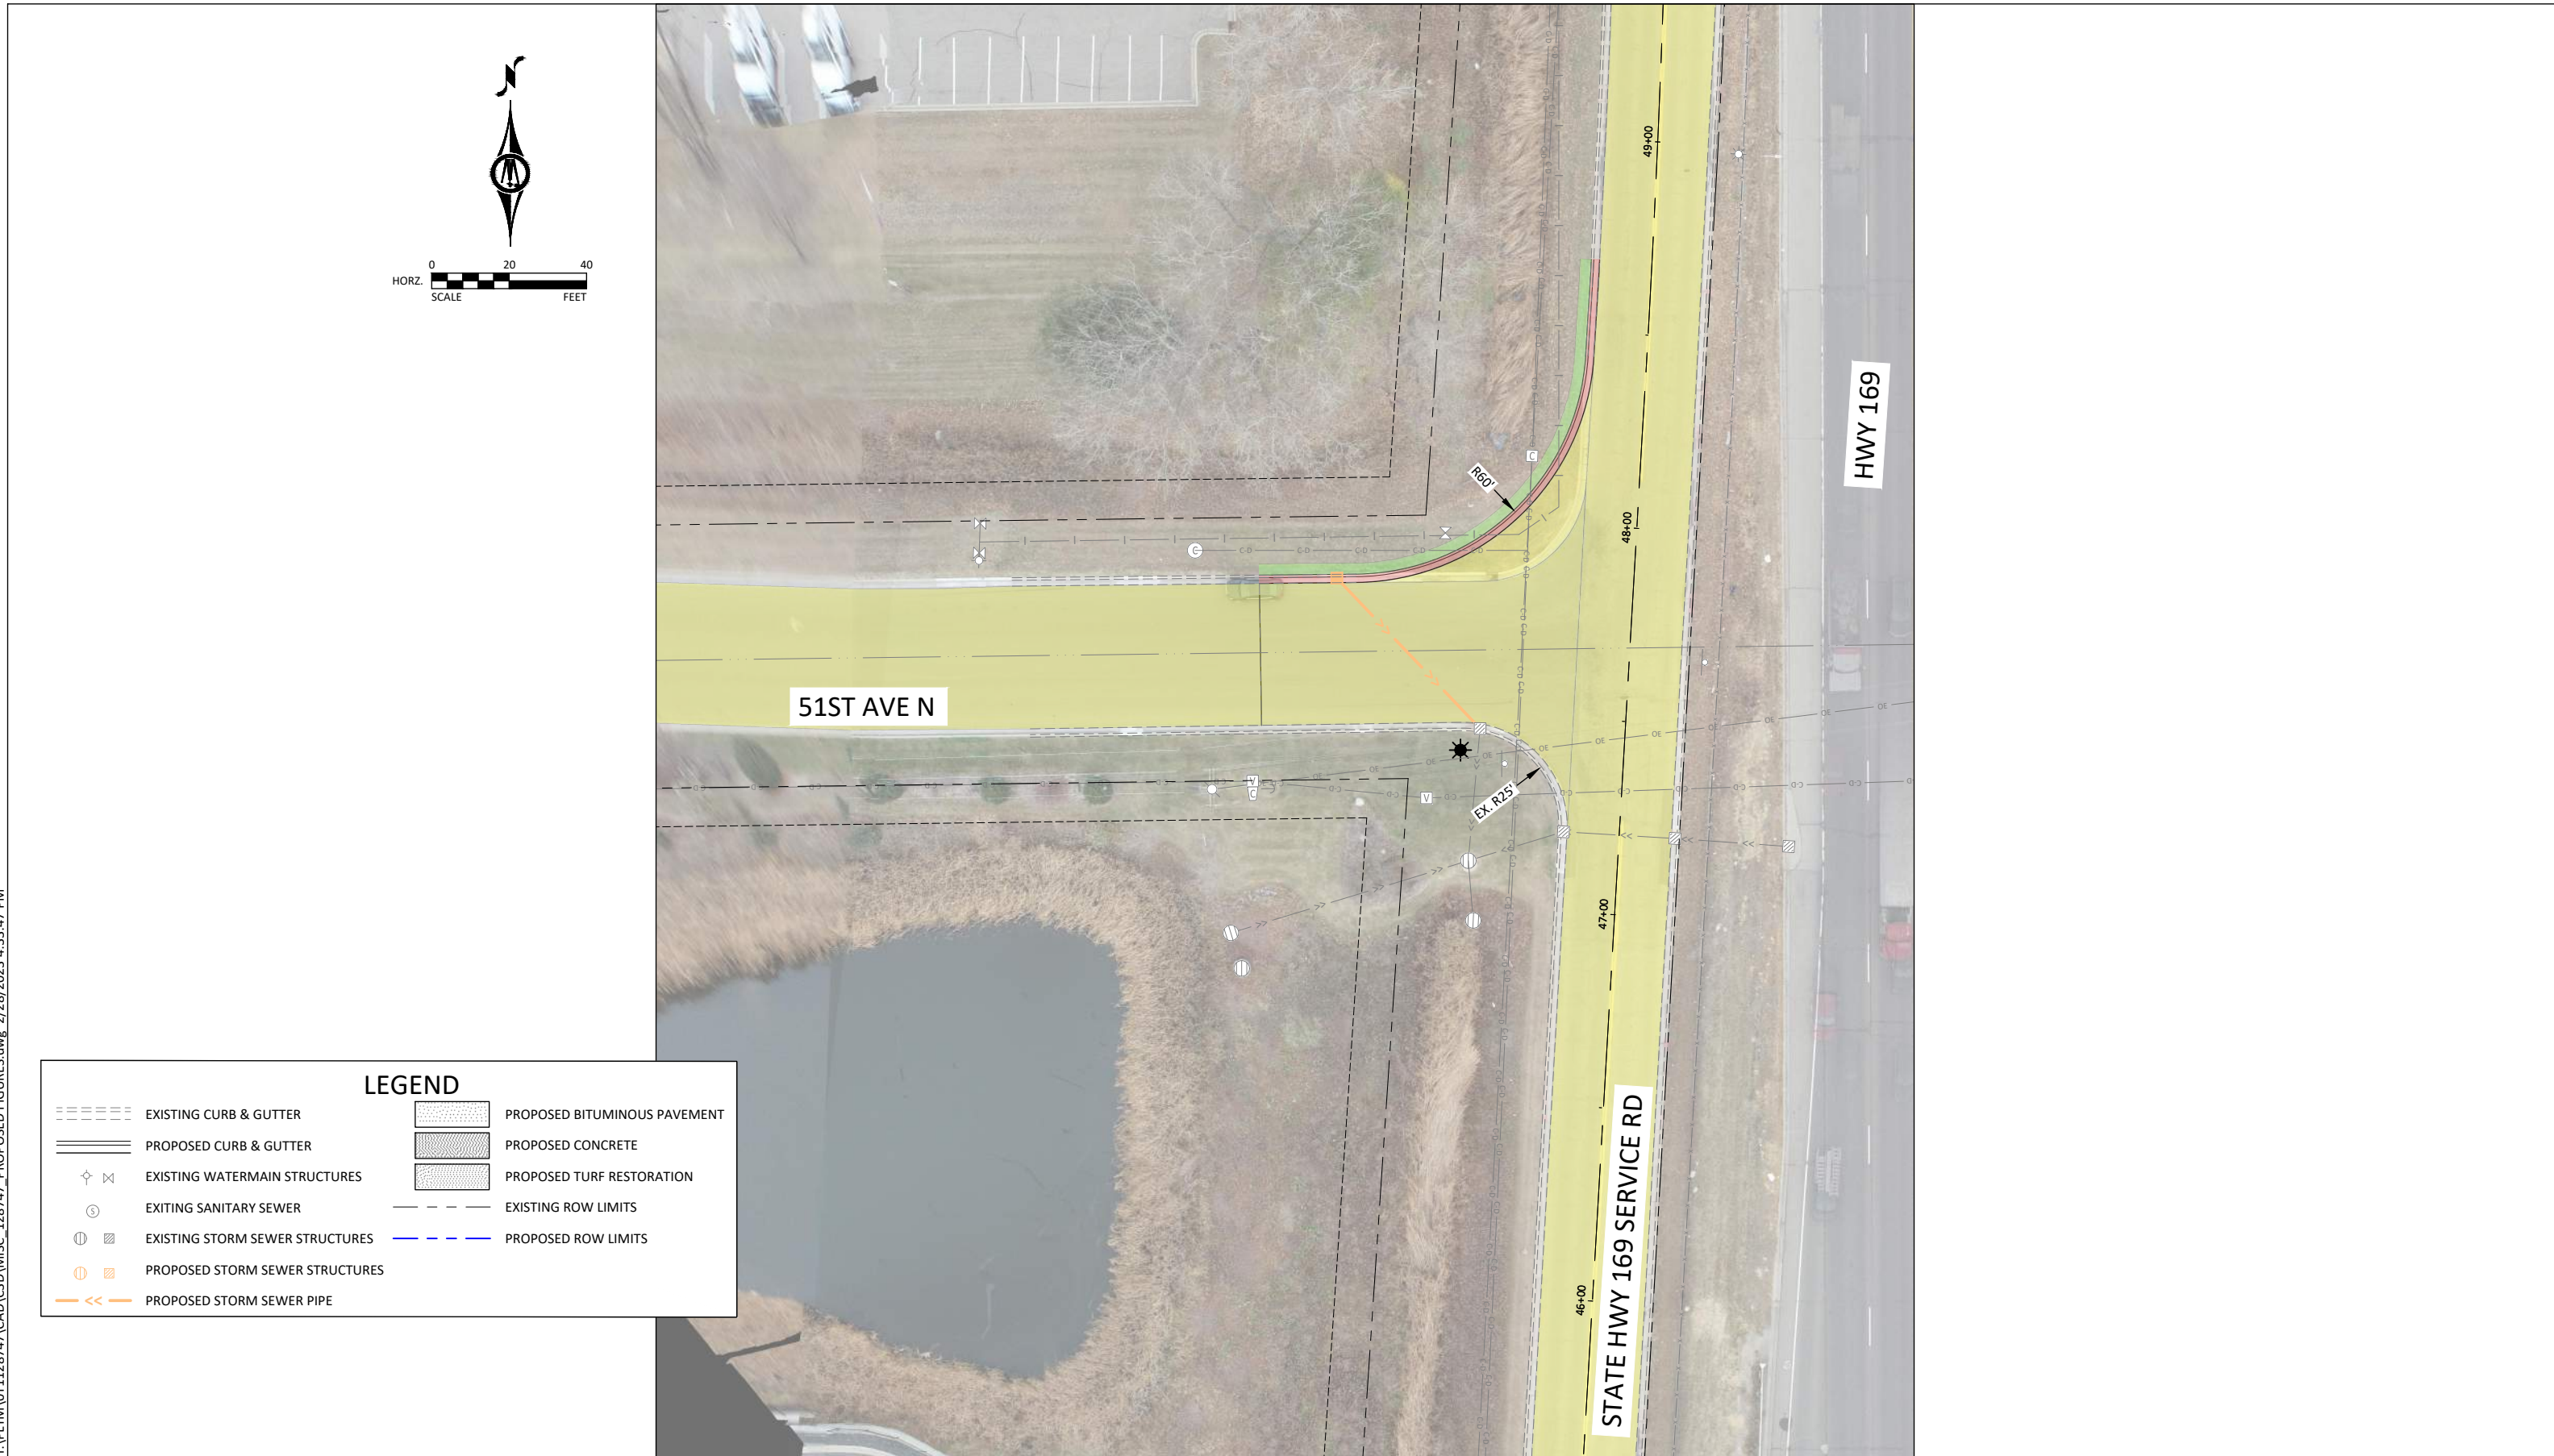 N
0 20 40
HORZ.
SCALE FEET
49+00
HWY 169
R60'
48+00
C
C
51ST AVE N
V
C
V
EX. R25'
47+00
46+00
STATE HWY 169 SERVICE RD
LEGEND
EXISTING CURB & GUTTER
PROPOSED CURB & GUTTER
EXISTING WATERMAIN STRUCTURES
S EXITING SANITARY SEWER
EXISTING STORM SEWER STRUCTURES
PROPOSED STORM SEWER STRUCTURES
<< PROPOSED STORM SEWER PIPE
PROPOSED BITUMINOUS PAVEMENT
PROPOSED CONCRETE
PROPOSED TURF RESTORATION
EXISTING ROW LIMITS
PROPOSED ROW LIMITS